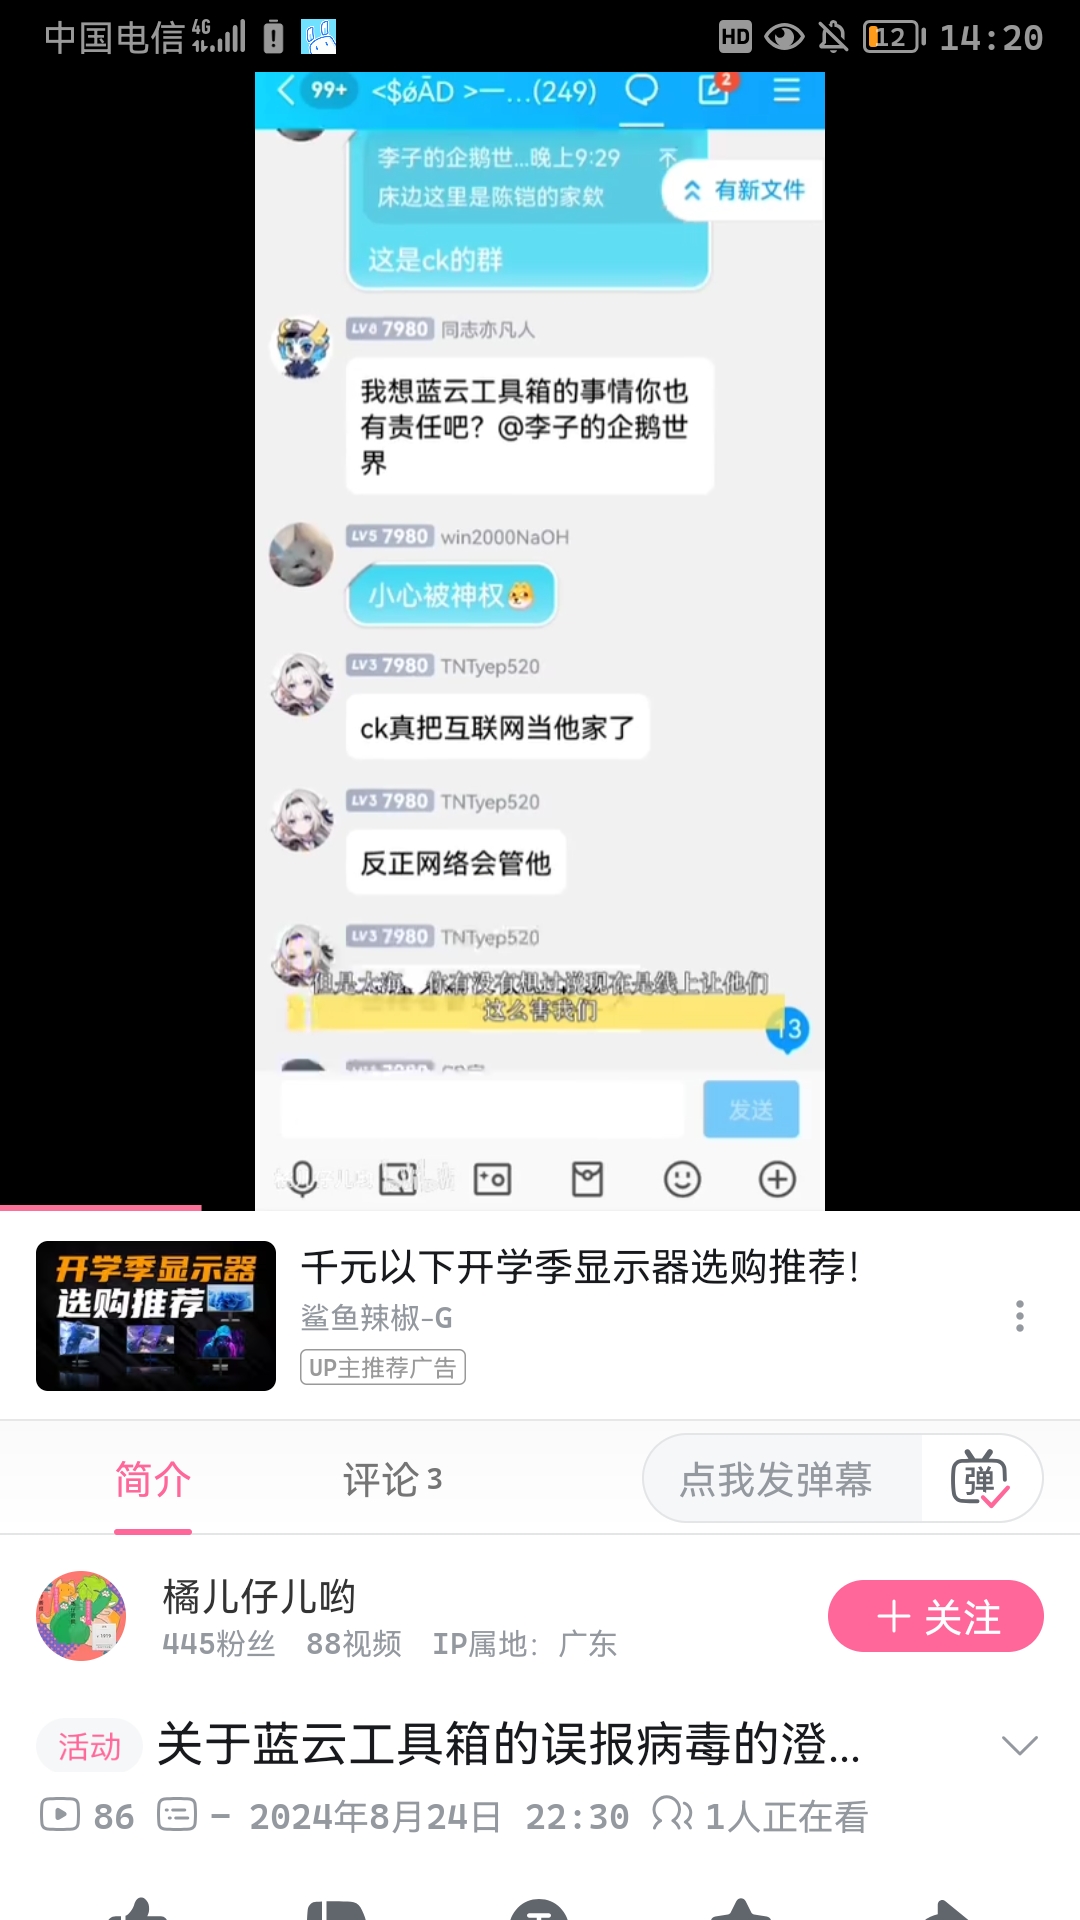 中国电信 4G
HD
12
14:20
99+
<$ǿĀD >一...(249)
2
李子的企鹅世...晚上9:29
床边这里是陈铠的家欸
有新文件
这是ck的群
LV6 7980 同志亦凡人
我想蓝云工具箱的事情你也
有责任吧？@李子的企鹅世
界
LV5 7980 win2000NaOH
小心被神权
LV3 7980 TNTyep520
ck真把互联网当他家了
LV3 7980 TNTyep520
反正网络会管他
LV3 7980 TNTyep520
但是大海、你有没有想过说现在是线上让他们
这么害我们
13
发送
开学季显示器
选购推荐
千元以下开学季显示器选购推荐！
鲨鱼辣椒-G
UP主推荐广告
简介
评论 3
点我发弹幕
弹
橘儿仔儿哟
445粉丝 88视频 IP属地：广东
+ 关注
活动 关于蓝云工具箱的误报病毒的澄...
86 - 2024年8月24日 22:30 1人正在看